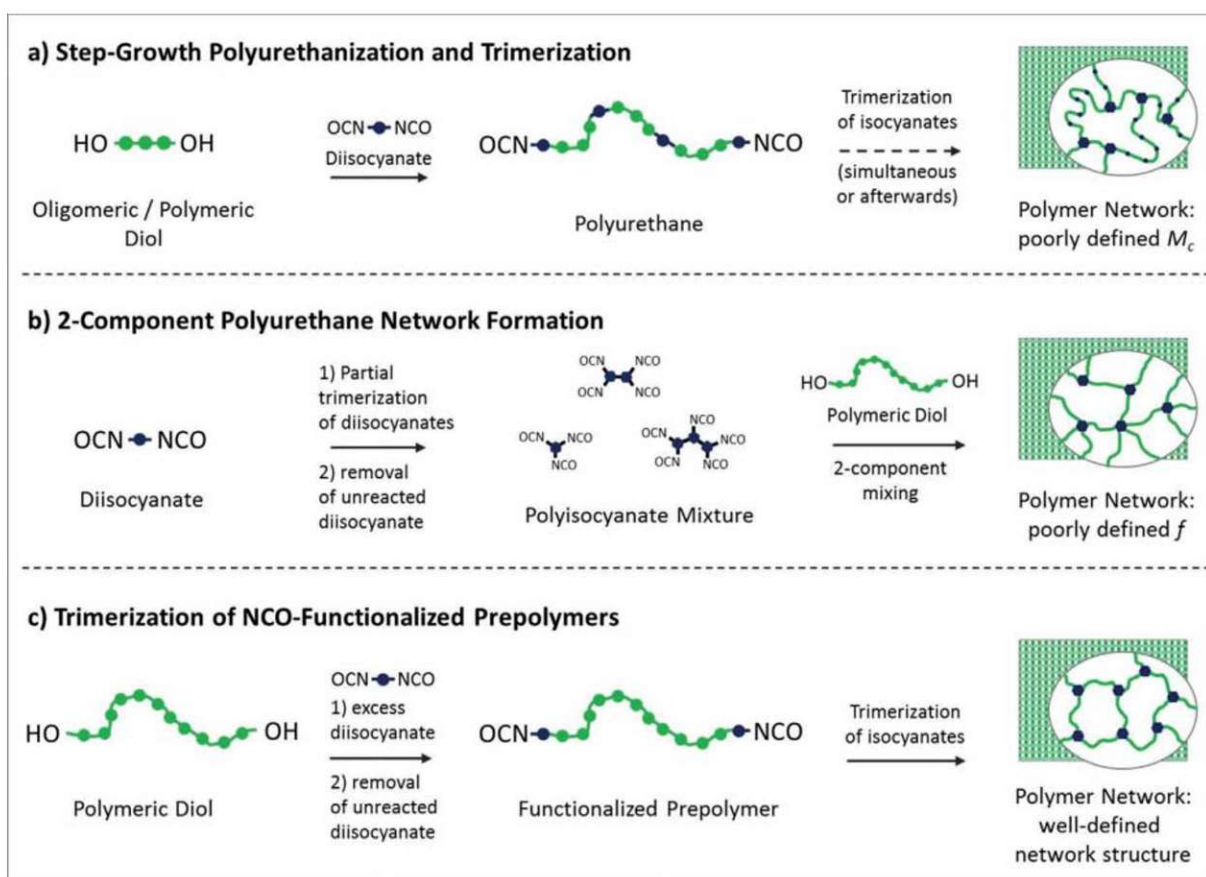 a) Step-Growth Polyurethanization and Trimerization
HO OH
Oligomeric / Polymeric
Diol
OCN NCO
Diisocyanate
OCN NCO
Polyurethane
Trimerization
of isocyanates
(simultaneous
or afterwards)
Polymer Network:
poorly defined Mc
b) 2-Component Polyurethane Network Formation
OCN NCO
Diisocyanate
1) Partial
trimerization
of diisocyanates
2) removal
of unreacted
diisocyanate
OCN NCO
OCN NCO
OCN NCO
NCO
NCO
OCN NCO
OCN NCO
NCO
Polyisocyanate Mixture
HO OH
Polymeric Diol
2-component
mixing
Polymer Network:
poorly defined f
c) Trimerization of NCO-Functionalized Prepolymers
HO OH
Polymeric Diol
OCN NCO
1) excess
diisocyanate
2) removal
of unreacted
diisocyanate
OCN NCO
Functionalized Prepolymer
Trimerization
of isocyanates
Polymer Network:
well-defined
network structure